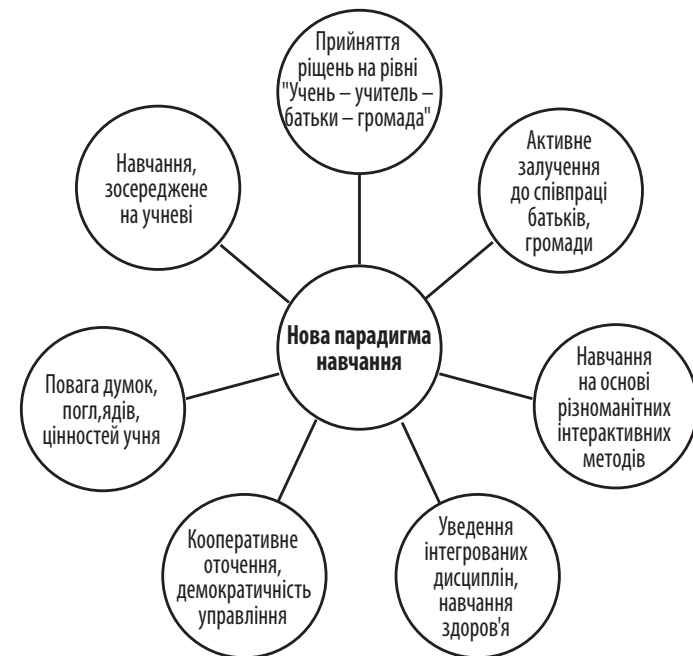 Прийняття
ріщень на рівні
"Учень – учитель –
батьки – громада"
Активне
залучення
до співпраці
батьків,
громади
Навчання
на основі
різноманітних
інтерактивних
методів
Уведення
інтегрованих
дисциплін,
навчання
здоров'я
Кооперативне
оточення,
демократичність
управління
Повага думок,
погл,ядів,
цінностей учня
Навчання,
зосереджене
на учневі
Нова парадигма
навчання